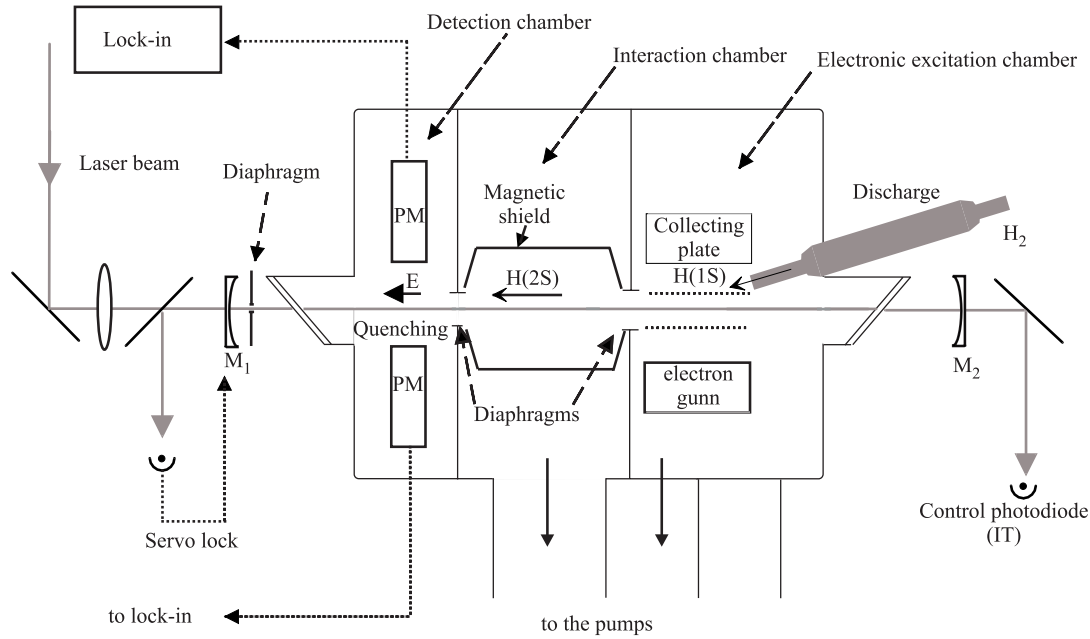 Detection chamber
Lock-in
Interaction chamber
Electronic excitation chamber
Laser beam
Diaphragm
Magnetic
shield
Discharge
PM
Collecting
plate
H2
E
H(2S)
H(1S)
Quenching
M1
M2
PM
electron
gunn
Diaphragms
Servo lock
Control photodiode
(IT)
to lock-in
to the pumps